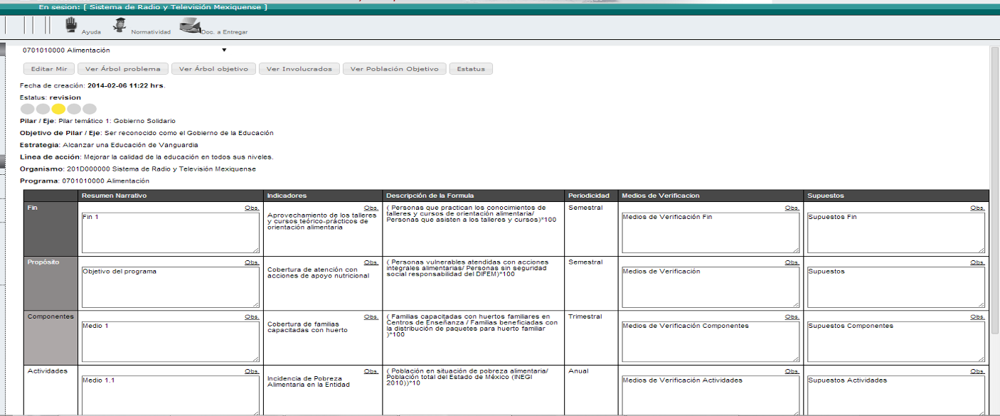 En sesion: [ Sistema de Radio y Televisión Mexiquense ]
Ayuda Normatividad Doc. a Entregar
0701010000 Alimentación
Editar Mir Ver Árbol problema Ver Árbol objetivo Ver Involucrados Ver Población Objetivo Estatus
Fecha de creación: 2014-02-06 11:22 hrs.
Estatus: revision
Pilar / Eje: Pilar temático 1: Gobierno Solidario
Objetivo de Pilar / Eje: Ser reconocido como el Gobierno de la Educación
Estrategia: Alcanzar una Educación de Vanguardia
Linea de acción: Mejorar la calidad de la educación en todos sus niveles.
Organismo: 201D000000 Sistema de Radio y Televisión Mexiquense
Programa: 0701010000 Alimentación
Resumen Narrativo Indicadores Descripción de la Formula Periodicidad Medios de Verificacion Supuestos
Fin
Obs.
Fin 1
Obs.
Aprovechamiento de los talleres
y cursos teórico-prácticos de
orientación alimentaria
( Personas que practican los conocimientos de
talleres y cursos de orientación alimentaria/
Personas que asisten a los talleres y cursos)*100
Semestral
Obs.
Medios de Verificación Fin
Obs.
Supuestos Fin
Propósito
Obs.
Objetivo del programa
Obs.
Cobertura de atención con
acciones de apoyo nutricional
( Personas vulnerables atendidas con acciones
integrales alimentarias/ Personas sin seguridad
social responsabilidad del DIFEM)*100
Semestral
Obs.
Medios de Verificación
Obs.
Supuestos
Componentes
Obs.
Medio 1
Obs.
Cobertura de familias
capacitadas con huerto
( Familias capacitadas con huertos familiares en
Centros de Enseñanza / Familias beneficiadas con
la distribución de paquetes para huerto familiar
)*100
Trimestral
Obs.
Medios de Verificación Componentes
Obs.
Supuestos Componentes
Actividades
Obs.
Medio 1.1
Obs.
Incidencia de Pobreza
Alimentaria en la Entidad
( Población en situación de pobreza alimentaria/
Población total del Estado de México (INEGI
2010))*10
Anual
Obs.
Medios de Verificación Actividades
Obs.
Supuestos Actividades